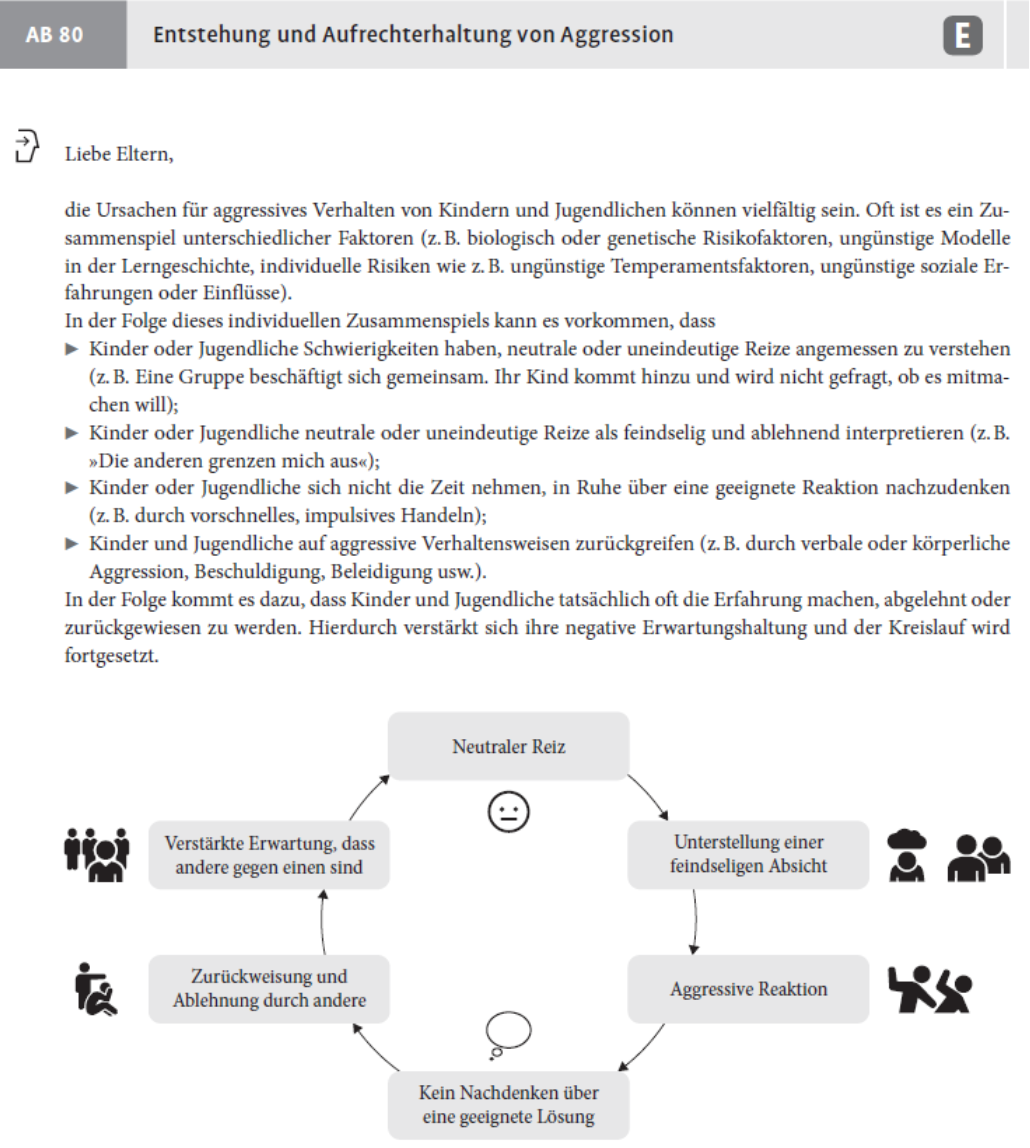 AB 80
Entstehung und Aufrechterhaltung von Aggression
E
Liebe Eltern,
die Ursachen für aggressives Verhalten von Kindern und Jugendlichen können vielfältig sein. Oft ist es ein Zu-
sammenspiel unterschiedlicher Faktoren (z. B. biologisch oder genetische Risikofaktoren, ungünstige Modelle
in der Lerngeschichte, individuelle Risiken wie z. B. ungünstige Temperamentsfaktoren, ungünstige soziale Er-
fahrungen oder Einflüsse).
In der Folge dieses individuellen Zusammenspiels kann es vorkommen, dass
▶ Kinder oder Jugendliche Schwierigkeiten haben, neutrale oder uneindeutige Reize angemessen zu verstehen
(z. B. Eine Gruppe beschäftigt sich gemeinsam. Ihr Kind kommt hinzu und wird nicht gefragt, ob es mitma-
chen will);
▶ Kinder oder Jugendliche neutrale oder uneindeutige Reize als feindselig und ablehnend interpretieren (z. B.
»Die anderen grenzen mich aus«);
▶ Kinder oder Jugendliche sich nicht die Zeit nehmen, in Ruhe über eine geeignete Reaktion nachzudenken
(z. B. durch vorschnelles, impulsives Handeln);
▶ Kinder und Jugendliche auf aggressive Verhaltensweisen zurückgreifen (z. B. durch verbale oder körperliche
Aggression, Beschuldigung, Beleidigung usw.).
In der Folge kommt es dazu, dass Kinder und Jugendliche tatsächlich oft die Erfahrung machen, abgelehnt oder
zurückgewiesen zu werden. Hierdurch verstärkt sich ihre negative Erwartungshaltung und der Kreislauf wird
fortgesetzt.
Neutraler Reiz
Unterstellung einer
feindseligen Absicht
Aggressive Reaktion
Kein Nachdenken über
eine geeignete Lösung
Zurückweisung und
Ablehnung durch andere
Verstärkte Erwartung, dass
andere gegen einen sind